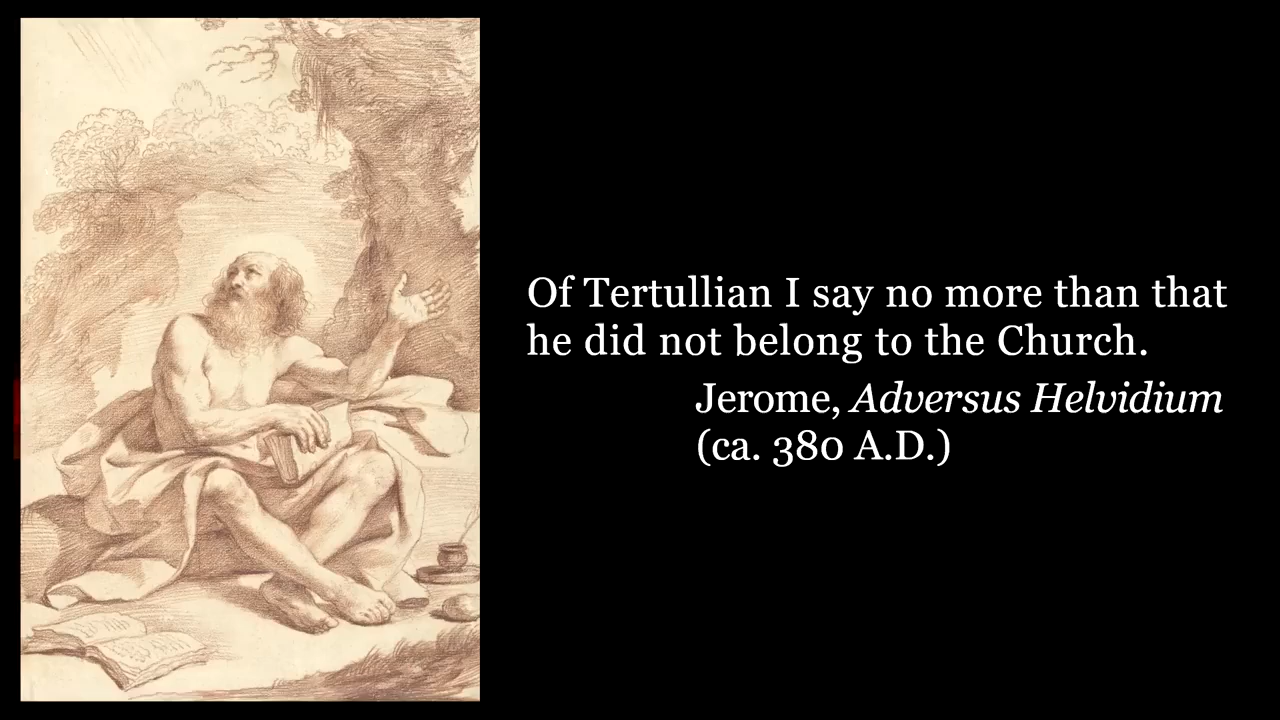 Of Tertullian I say no more than that
he did not belong to the Church.
Jerome, Adversus Helvidium
(ca. 380 A.D.)